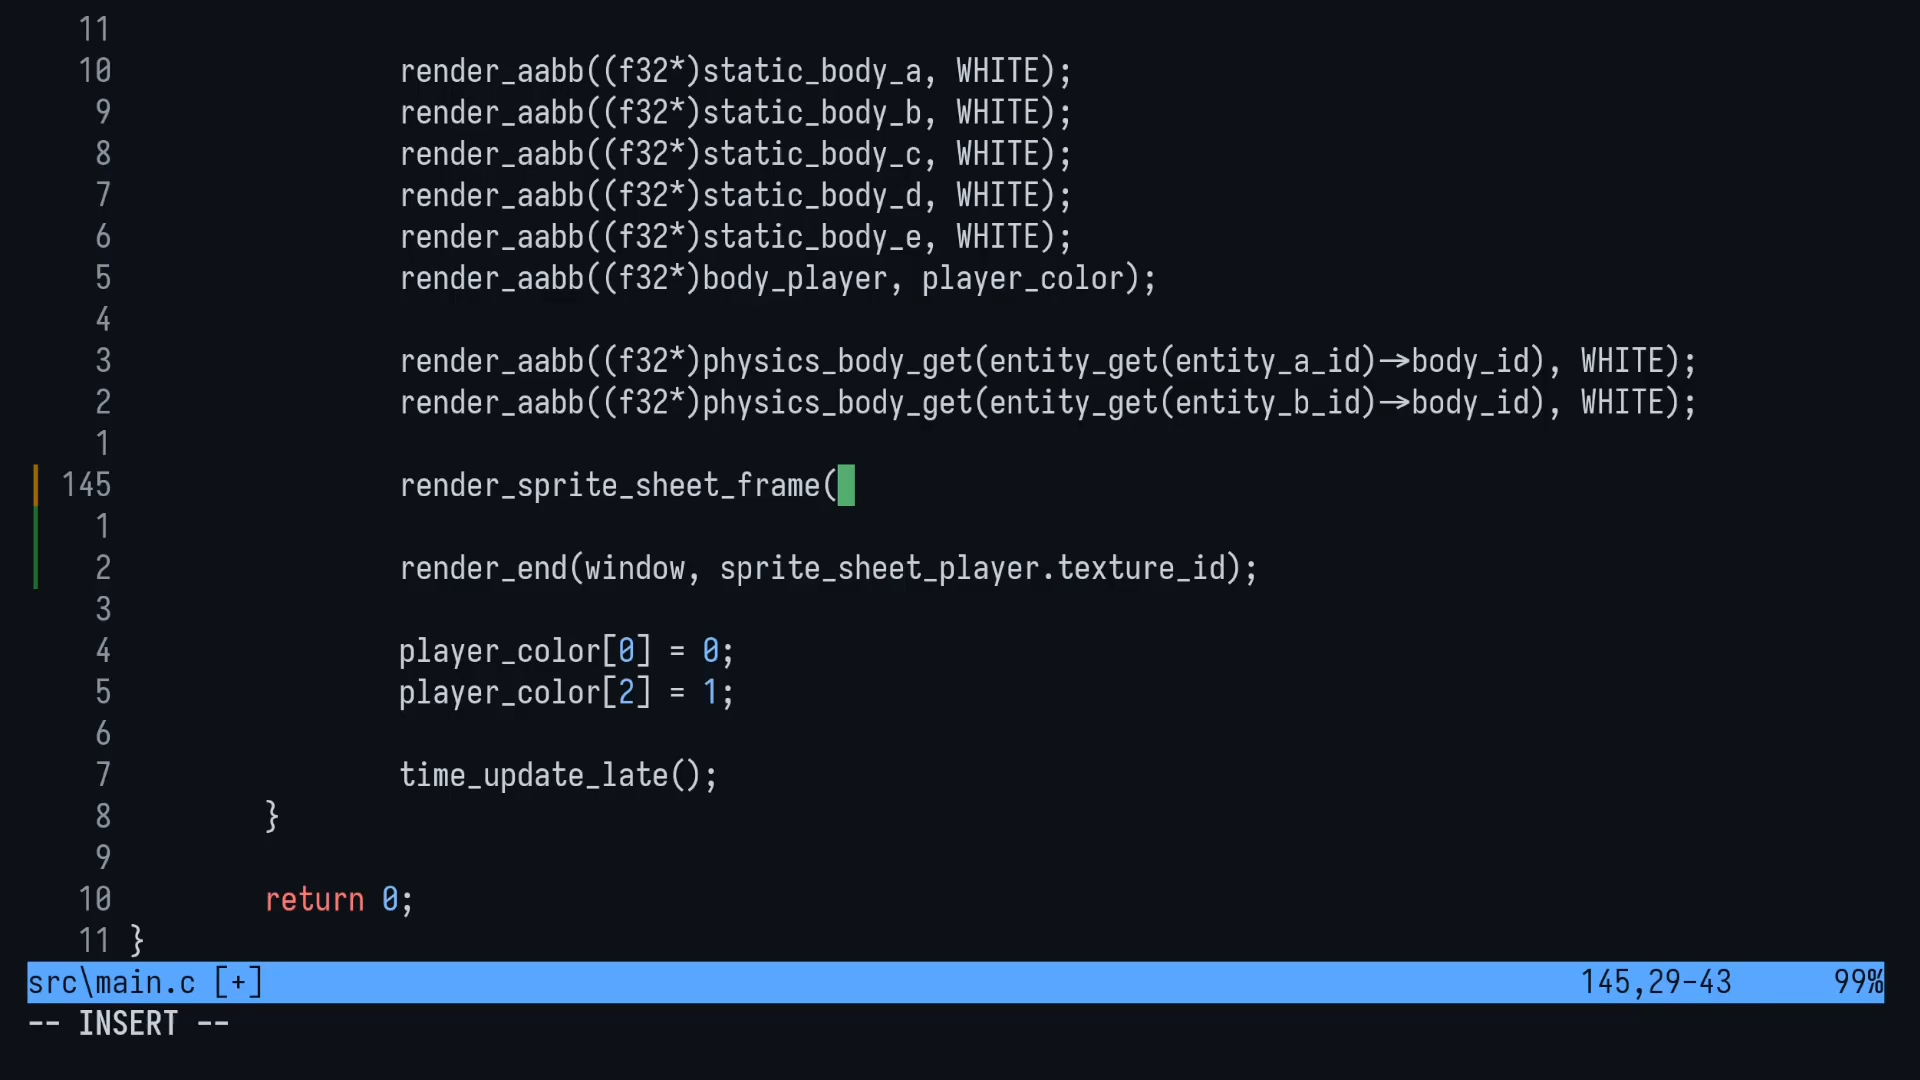 11
10 render_aabb((f32*)static_body_a, WHITE);
9 render_aabb((f32*)static_body_b, WHITE);
8 render_aabb((f32*)static_body_c, WHITE);
7 render_aabb((f32*)static_body_d, WHITE);
6 render_aabb((f32*)static_body_e, WHITE);
5 render_aabb((f32*)body_player, player_color);
4
3 render_aabb((f32*)physics_body_get(entity_get(entity_a_id)->body_id), WHITE);
2 render_aabb((f32*)physics_body_get(entity_get(entity_b_id)->body_id), WHITE);
1
145 render_sprite_sheet_frame(
1
2 render_end(window, sprite_sheet_player.texture_id);
3
4 player_color[0] = 0;
5 player_color[2] = 1;
6
7 time_update_late();
8 }
9
10 return 0;
11 }
src\main.c [+] 145,29-43 99%
-- INSERT --